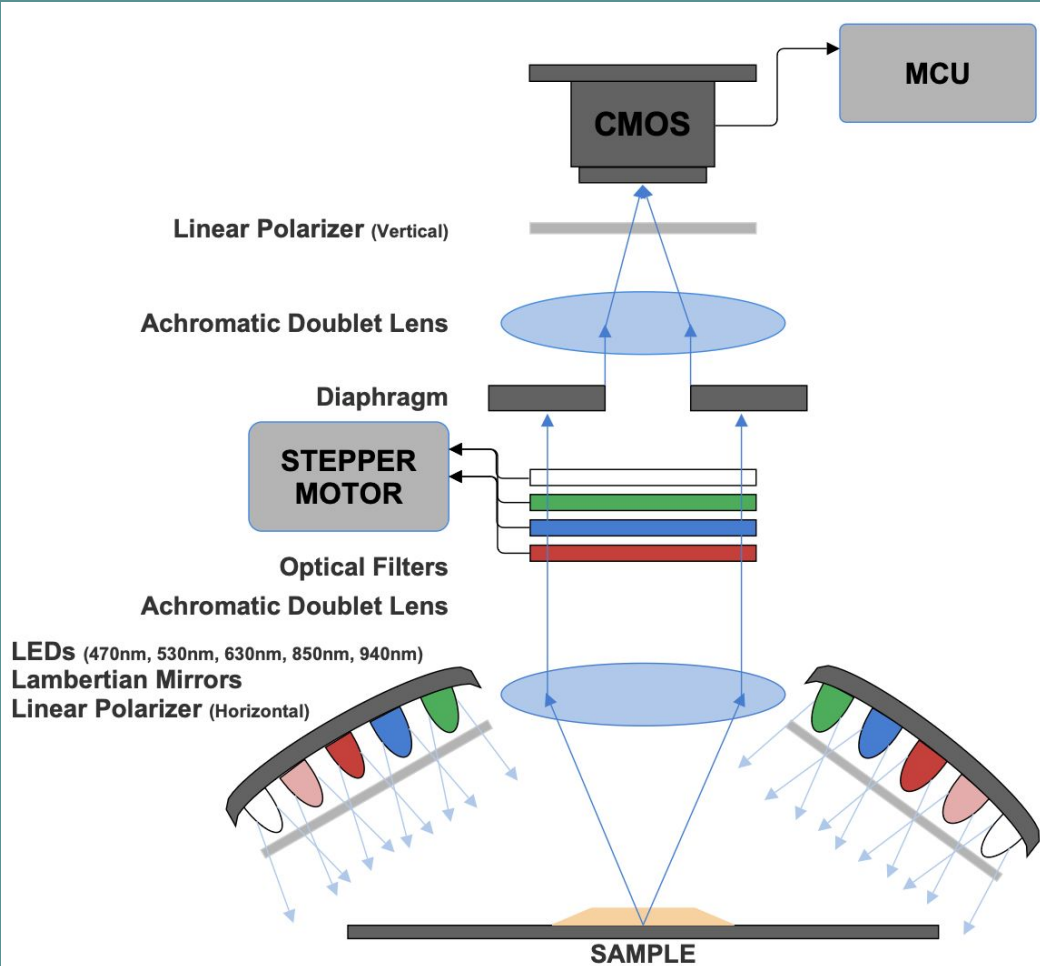 MCU
CMOS
Linear Polarizer (Vertical)
Achromatic Doublet Lens
Diaphragm
STEPPER
MOTOR
Optical Filters
Achromatic Doublet Lens
LEDs (470nm, 530nm, 630nm, 850nm, 940nm)
Lambertian Mirrors
Linear Polarizer (Horizontal)
SAMPLE